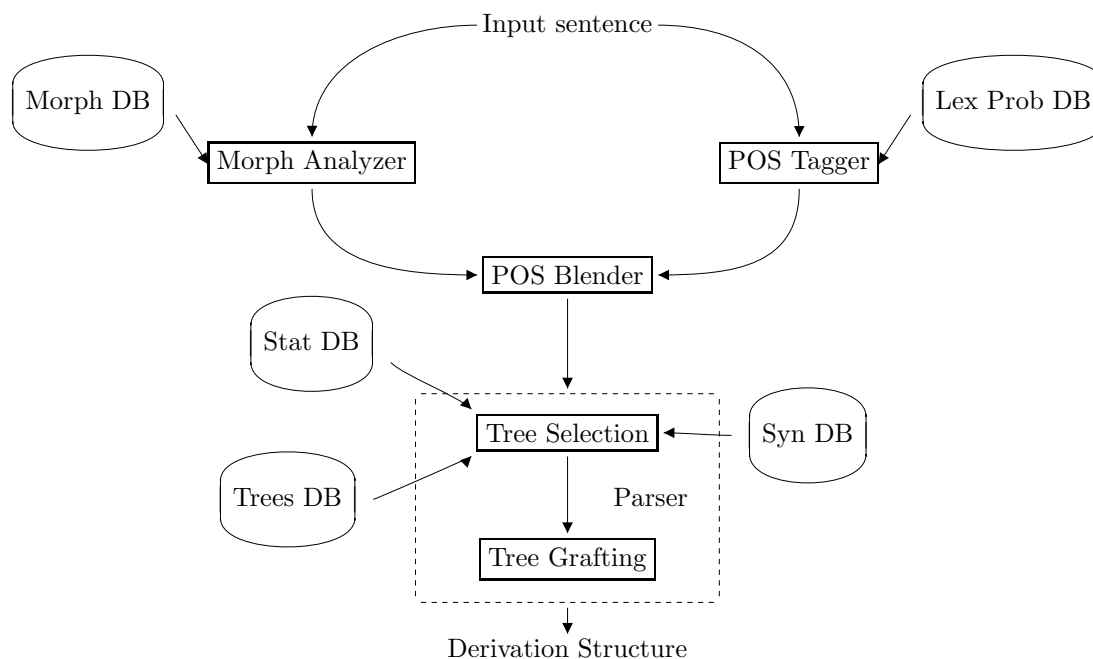 Input sentence
Morph DB
Lex Prob DB
Morph Analyzer
POS Tagger
POS Blender
Stat DB
Tree Selection
Syn DB
Trees DB
Parser
Tree Grafting
Derivation Structure